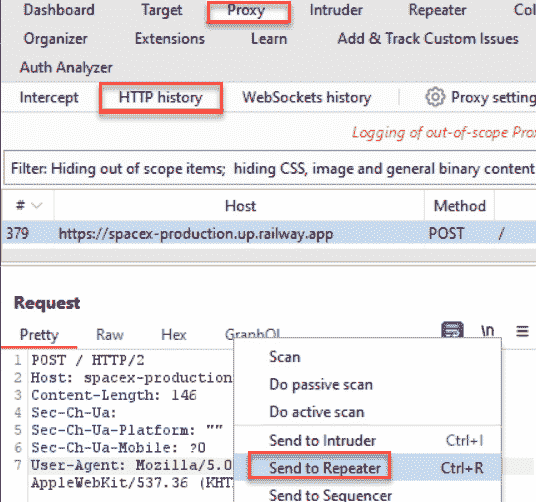 Dashboard Target Proxy Intruder Repeater Col
Organizer Extensions Learn Add & Track Custom Issues
Auth Analyzer
Intercept HTTP history WebSockets history Proxy setting
Logging of out-of-scope Prox
Filter: Hiding out of scope items; hiding CSS, image and general binary content
# Host Method
379 https://spacex-production.up.railway.app POST /
Request
Pretty Raw Hex GraphQL \n
1 POST / HTTP/2
2 Host: spacex-production
3 Content-Length: 146
4 Sec-Ch-Ua:
5 Sec-Ch-Ua-Platform: ""
6 Sec-Ch-Ua-Mobile: ?0
7 User-Agent: Mozilla/5.0
AppleWebKit/537.36 (KHT
Scan
Do passive scan
Do active scan
Send to Intruder Ctrl+I
Send to Repeater Ctrl+R
Send to Sequencer